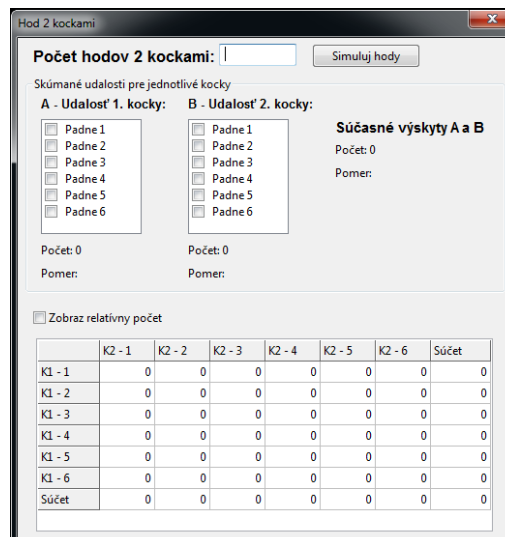 Hod 2 kockami
Počet hodov 2 kockami:
Simuluj hody
Skúmané udalosti pre jednotlivé kocky
A - Udalosť 1. kocky:
Padne 1
Padne 2
Padne 3
Padne 4
Padne 5
Padne 6
Počet: 0
Pomer:
B - Udalosť 2. kocky:
Padne 1
Padne 2
Padne 3
Padne 4
Padne 5
Padne 6
Počet: 0
Pomer:
Súčasné výskyty A a B
Počet: 0
Pomer:
Zobraz relatívny počet
K2 - 1 K2 - 2 K2 - 3 K2 - 4 K2 - 5 K2 - 6 Súčet
K1 - 1 0 0 0 0 0 0 0
K1 - 2 0 0 0 0 0 0 0
K1 - 3 0 0 0 0 0 0 0
K1 - 4 0 0 0 0 0 0 0
K1 - 5 0 0 0 0 0 0 0
K1 - 6 0 0 0 0 0 0 0
Súčet 0 0 0 0 0 0 0